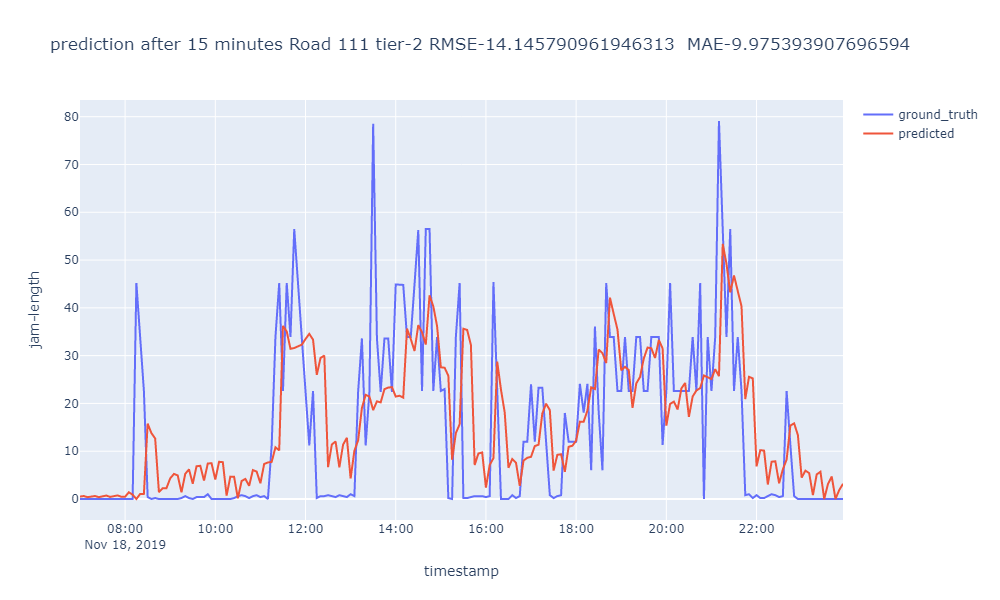 prediction after 15 minutes Road 111 tier-2 RMSE-14.145790961946313  MAE-9.975393907696594
ground_truth
predicted
80
70
60
50
40
30
20
10
0
jam-length
08:00 10:00 12:00 14:00 16:00 18:00 20:00 22:00
Nov 18, 2019
timestamp